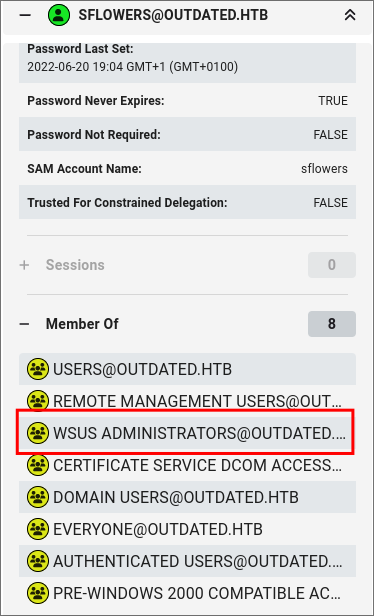 SFLOWERS@OUTDATED.HTB
Password Last Set:
2022-06-20 19:04 GMT+1 (GMT+0100)
Password Never Expires: TRUE
Password Not Required: FALSE
SAM Account Name: sflowers
Trusted For Constrained Delegation: FALSE
Sessions 0
Member Of 8
USERS@OUTDATED.HTB
REMOTE MANAGEMENT USERS@OUT...
WSUS ADMINISTRATORS@OUTDATED....
CERTIFICATE SERVICE DCOM ACCESS...
DOMAIN USERS@OUTDATED.HTB
EVERYONE@OUTDATED.HTB
AUTHENTICATED USERS@OUTDATED....
PRE-WINDOWS 2000 COMPATIBLE AC...